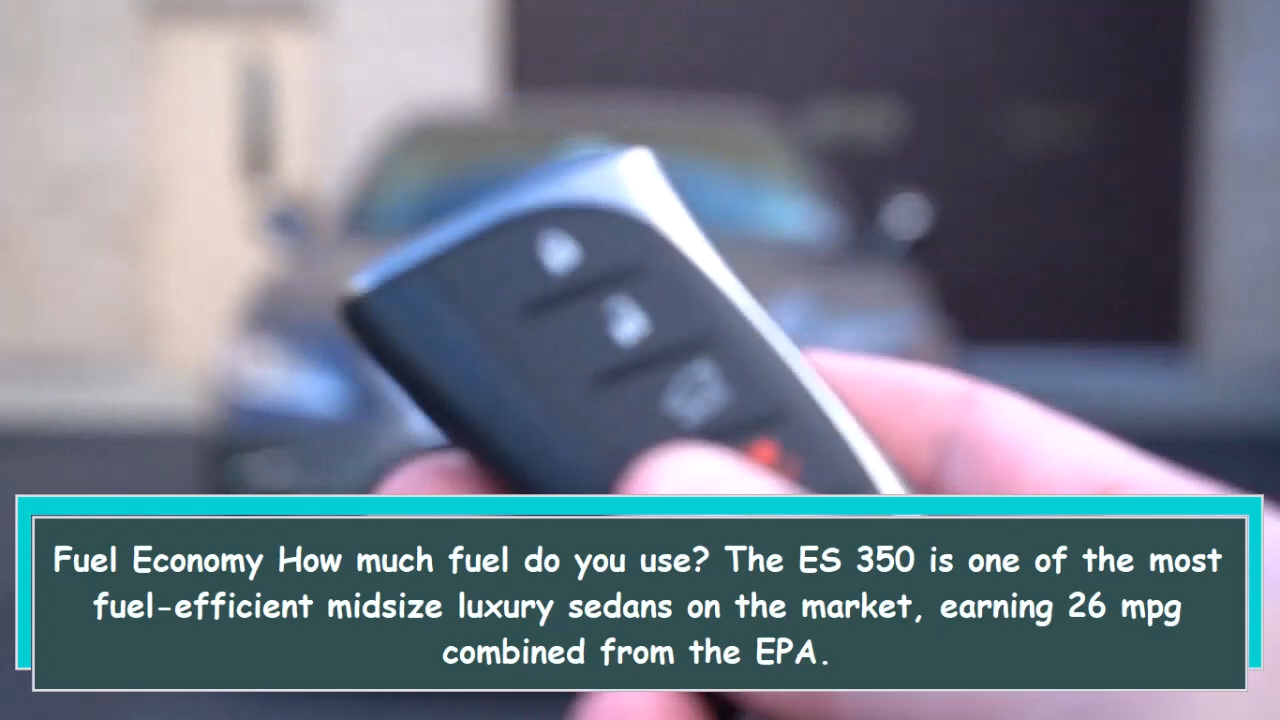 Fuel Economy How much fuel do you use? The ES 350 is one of the most
fuel-efficient midsize luxury sedans on the market, earning 26 mpg
combined from the EPA.